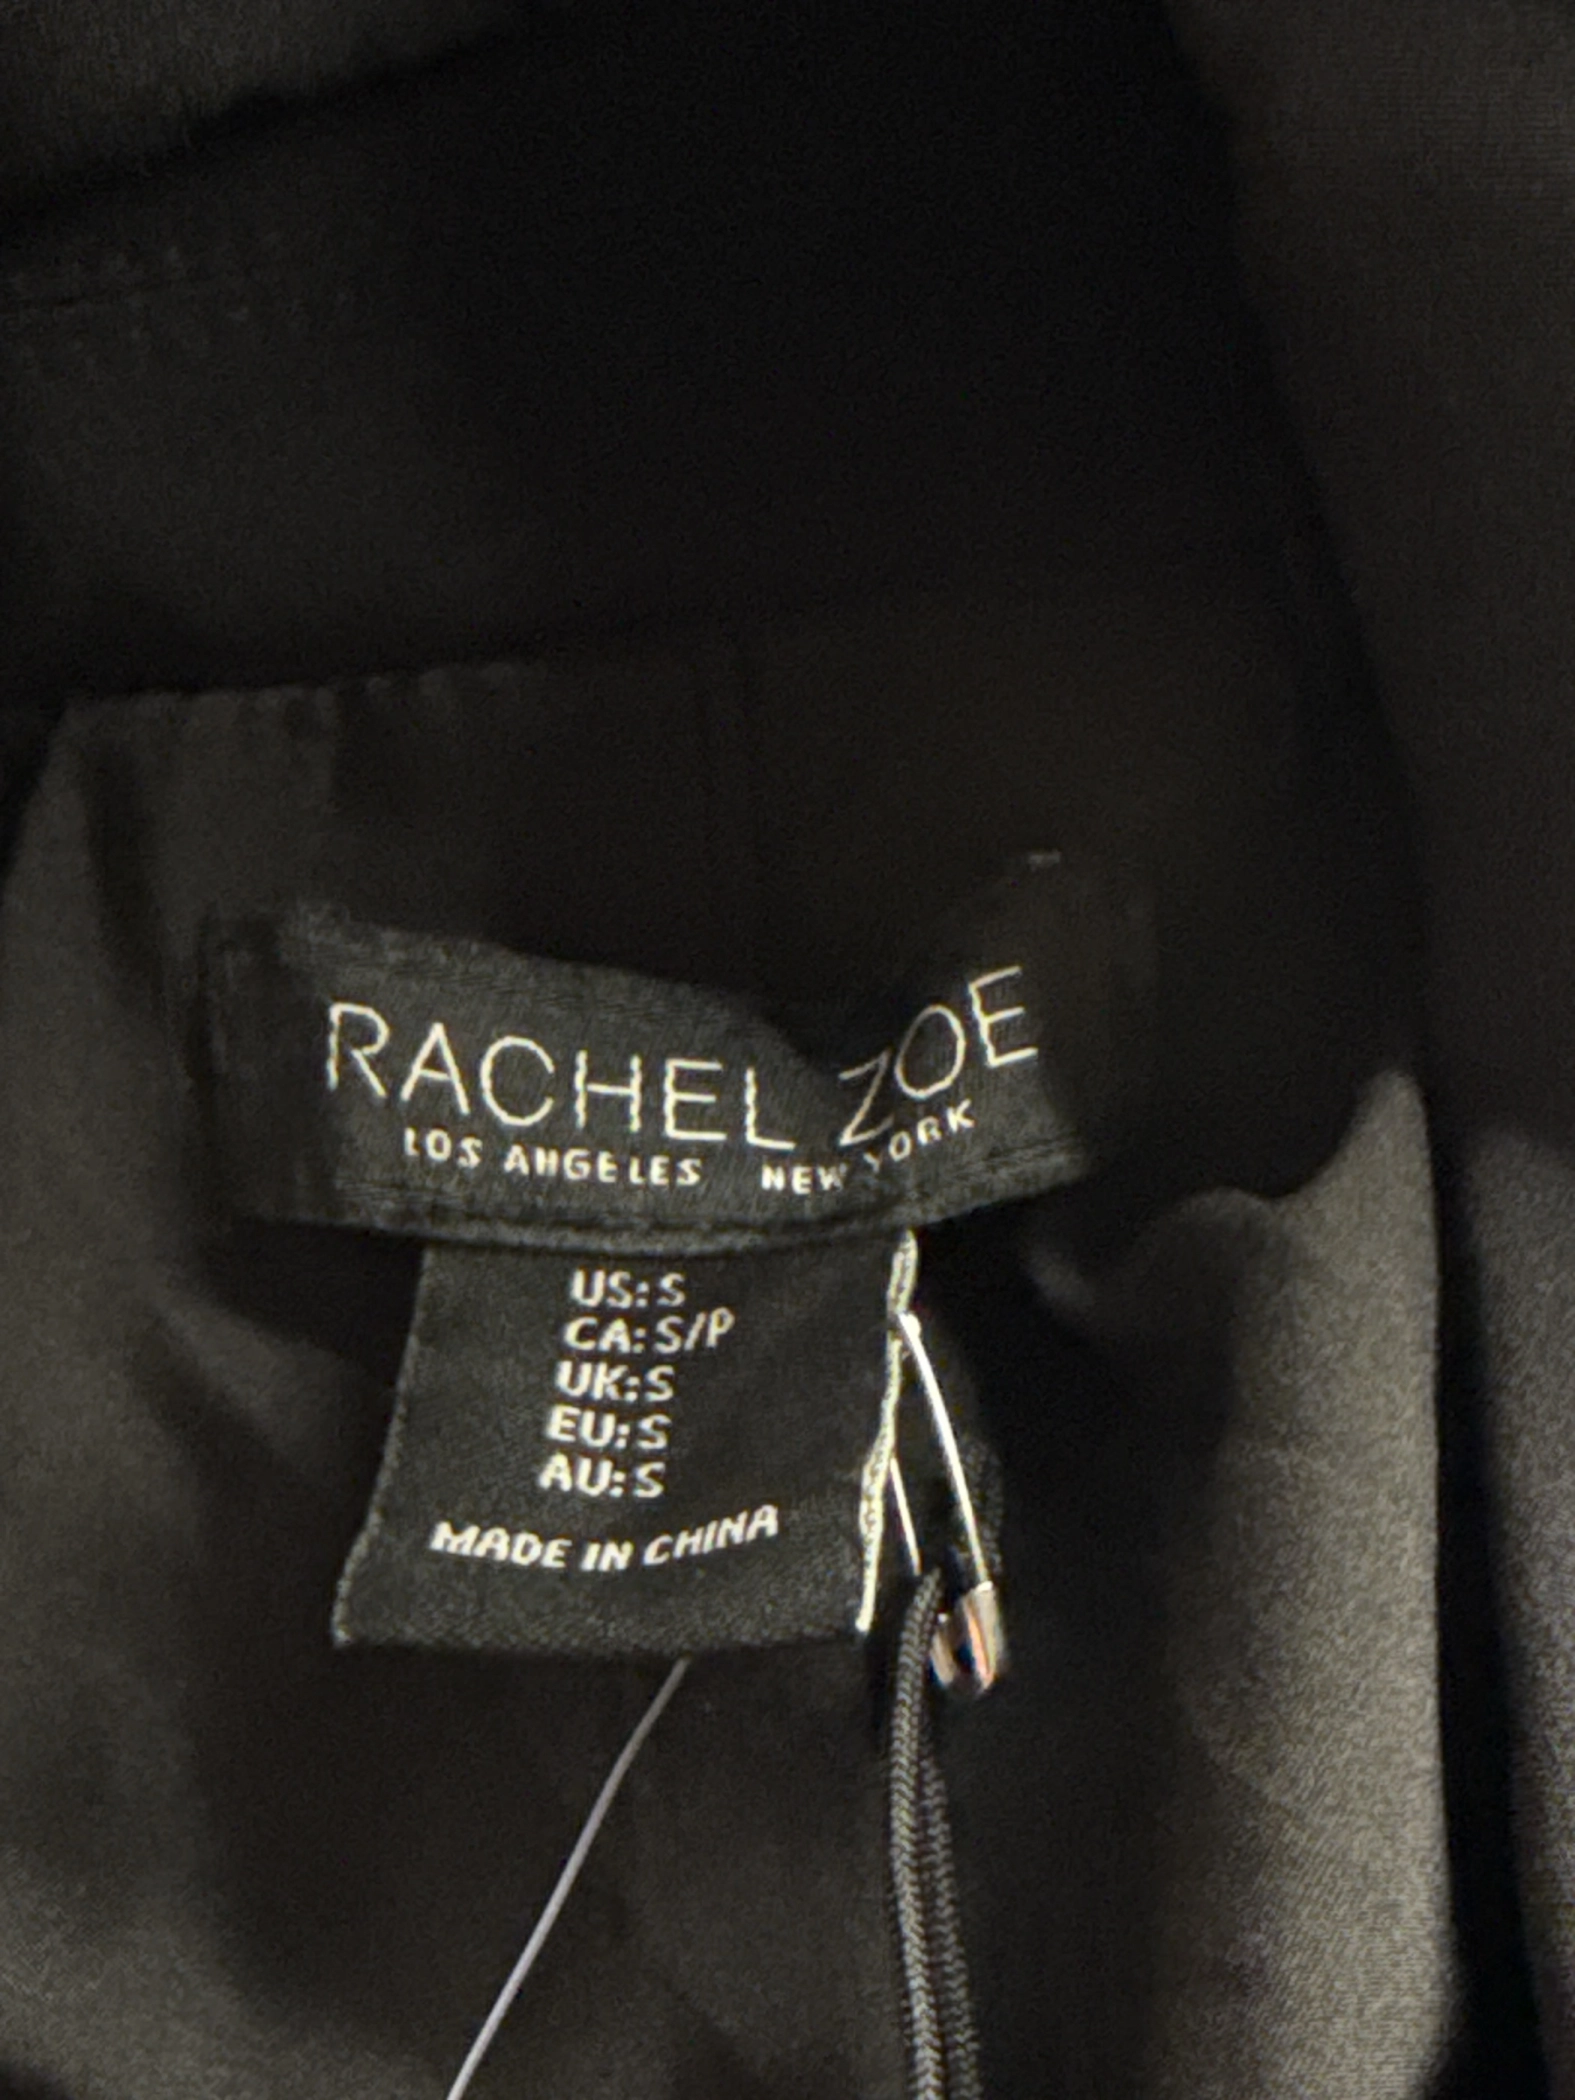 RACHEL ZOE
LOS ANGELES NEW YORK
US: S
CA: S/P
UK: S
EU: S
AU: S
MADE IN CHINA